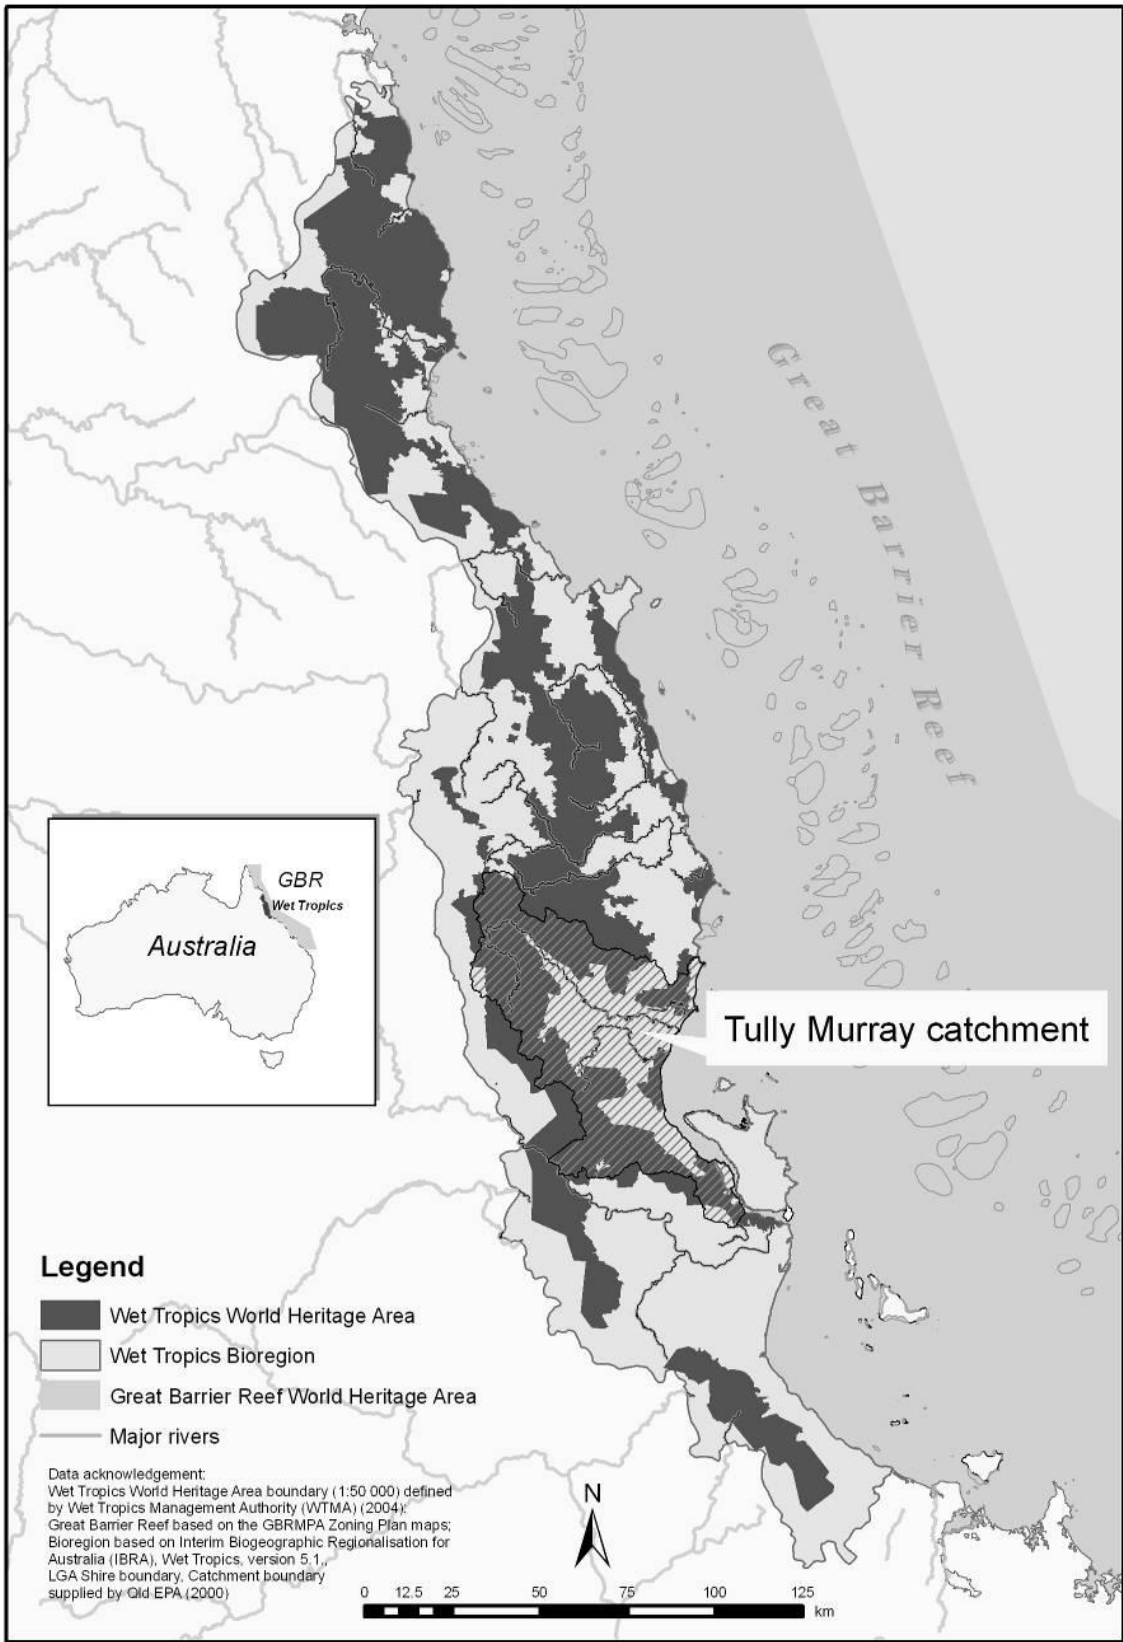 Great Barrier Reef
GBR
Wet Tropics
Australia
Tully Murray catchment
Legend
Wet Tropics World Heritage Area
Wet Tropics Bioregion
Great Barrier Reef World Heritage Area
Major rivers
Data acknowledgement:
Wet Tropics World Heritage Area boundary (1:50 000) defined
by Wet Tropics Management Authority (WTMA) (2004);
Great Barrier Reef based on the GBRMPA Zoning Plan maps;
Bioregion based on Interim Biogeographic Regionalisation for
Australia (IBRA), Wet Tropics, version 5.1.,
LGA Shire boundary, Catchment boundary
supplied by Qld EPA (2000)
N
0 12.5 25 50 75 100 125
km